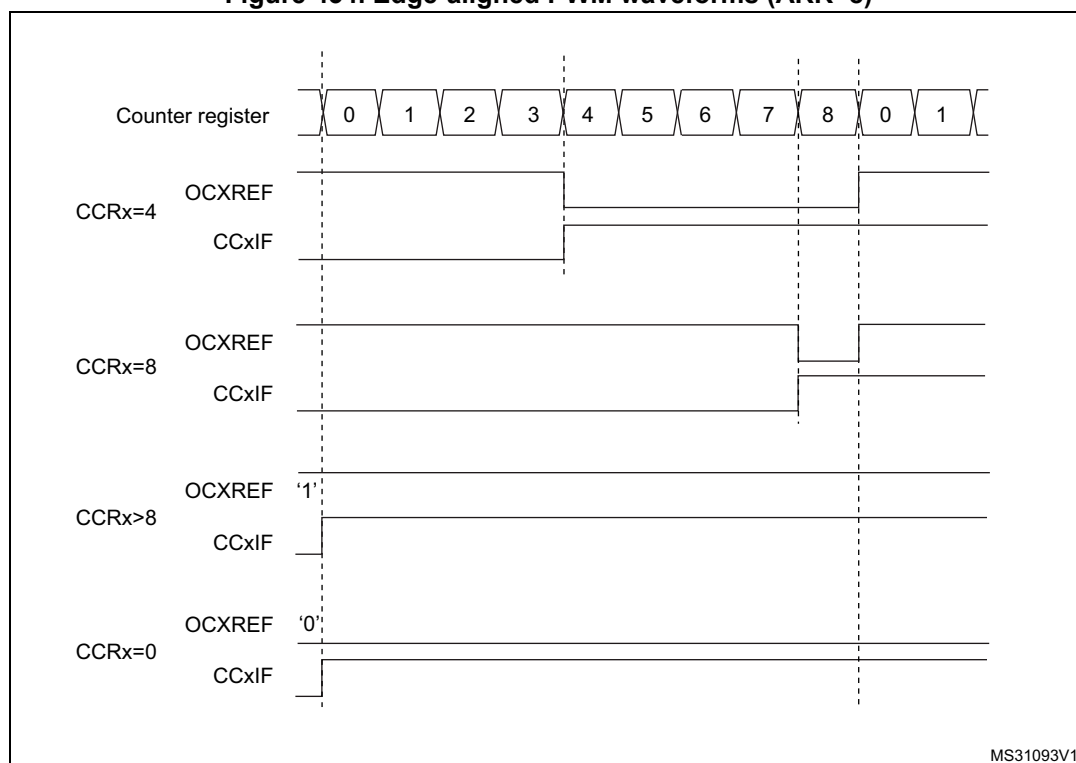 Counter register 0 1 2 3 4 5 6 7 8 0 1
OCXREF
CCRx=4
CCxIF
OCXREF
CCRx=8
CCxIF
OCXREF ‘1’
CCRx>8
CCxIF
OCXREF ‘0’
CCRx=0
CCxIF
MS31093V1